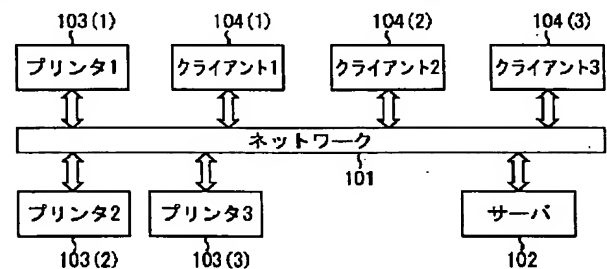 103(1) 104(1) 104(2) 104(3)
プリンタ1 クライアント1 クライアント2 クライアント3
ネットワーク
101
プリンタ2 プリンタ3 サーバ
103(2) 103(3) 102